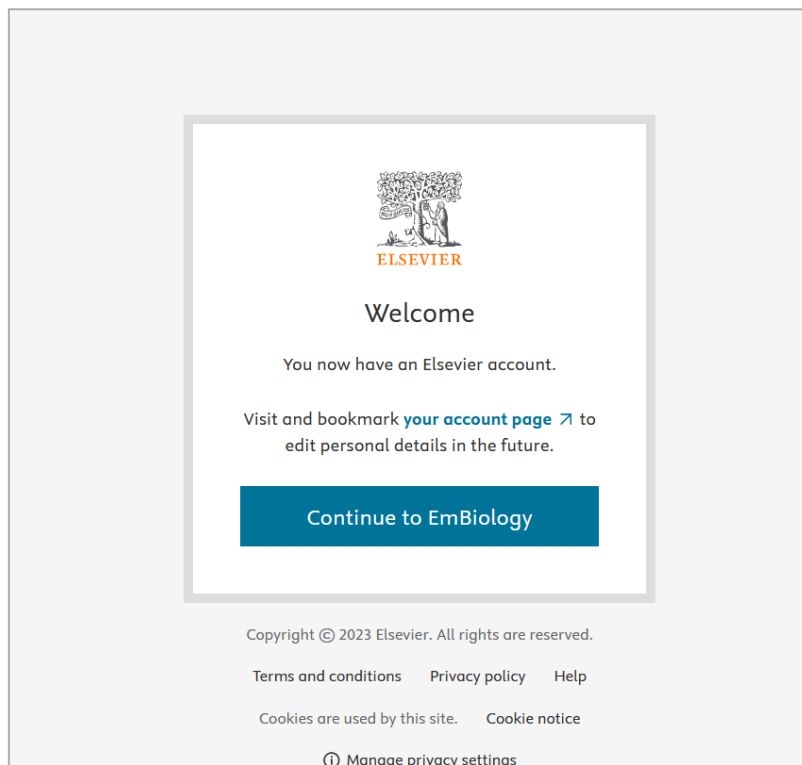 ELSEVIER
Welcome
You now have an Elsevier account.
Visit and bookmark your account page ↗ to
edit personal details in the future.
Continue to EmBiology
Copyright © 2023 Elsevier. All rights are reserved.
Terms and conditions Privacy policy Help
Cookies are used by this site. Cookie notice
Manage privacy settings